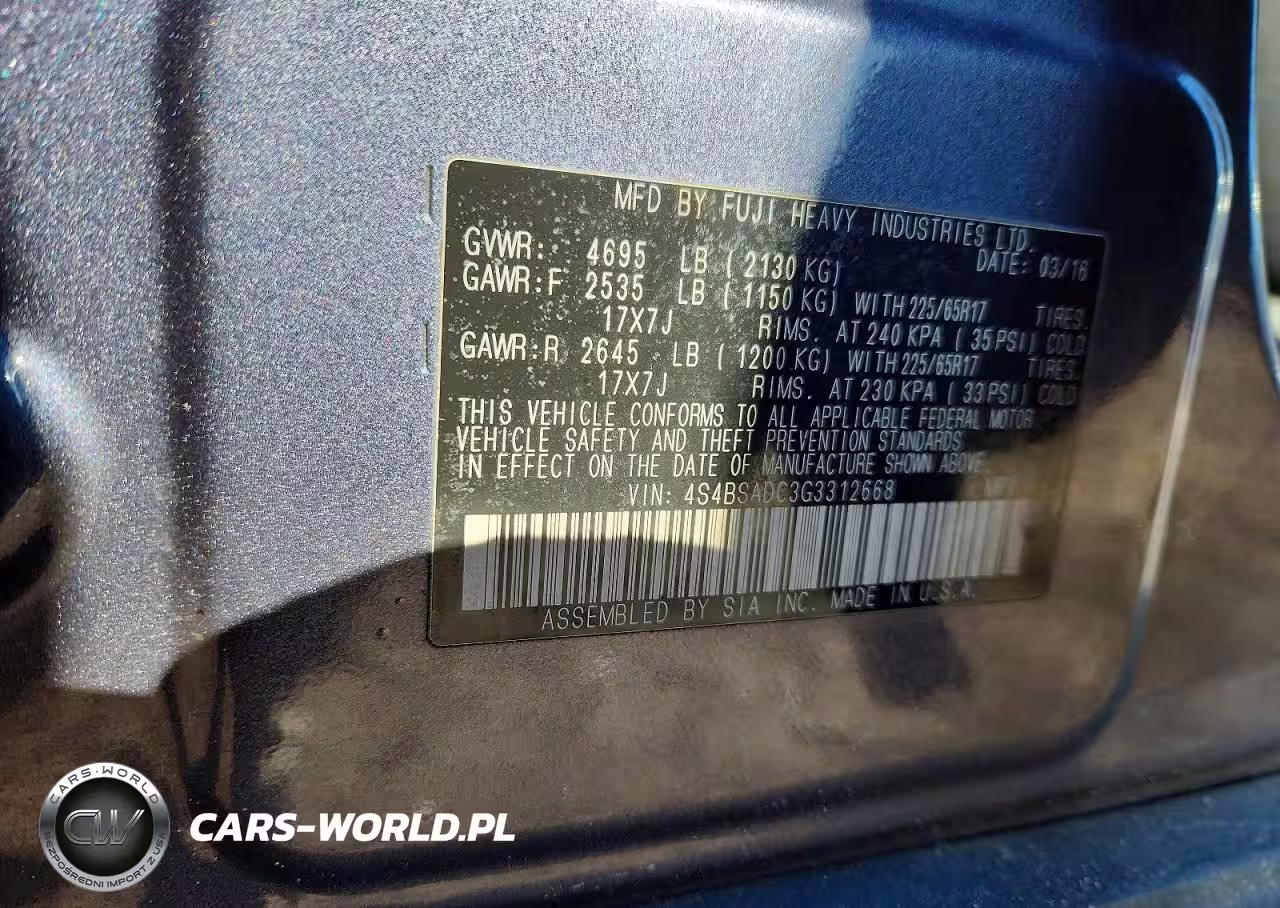 MFD BY FUJI HEAVY INDUSTRIES LTD.
GVWR: 4695 LB (2130 KG) DATE: 03/16
GAWR:F 2535 LB (1150 KG) WITH 225/65R17 TIRES.
17X7J RIMS. AT 240 KPA (35 PSI) COLD
GAWR:R 2645 LB (1200 KG) WITH 225/65R17 TIRES.
17X7J RIMS. AT 230 KPA (33 PSI) COLD
THIS VEHICLE CONFORMS TO ALL APPLICABLE FEDERAL MOTOR
VEHICLE SAFETY AND THEFT PREVENTION STANDARDS
IN EFFECT ON THE DATE OF MANUFACTURE SHOWN ABOVE
VIN: 4S4BSADC3G3312668 MPV
ASSEMBLED BY SIA INC. MADE IN U.S.A.
CARS-WORLD
CW
BEZPOŚREDNI IMPORT Z USA
CARS-WORLD.PL